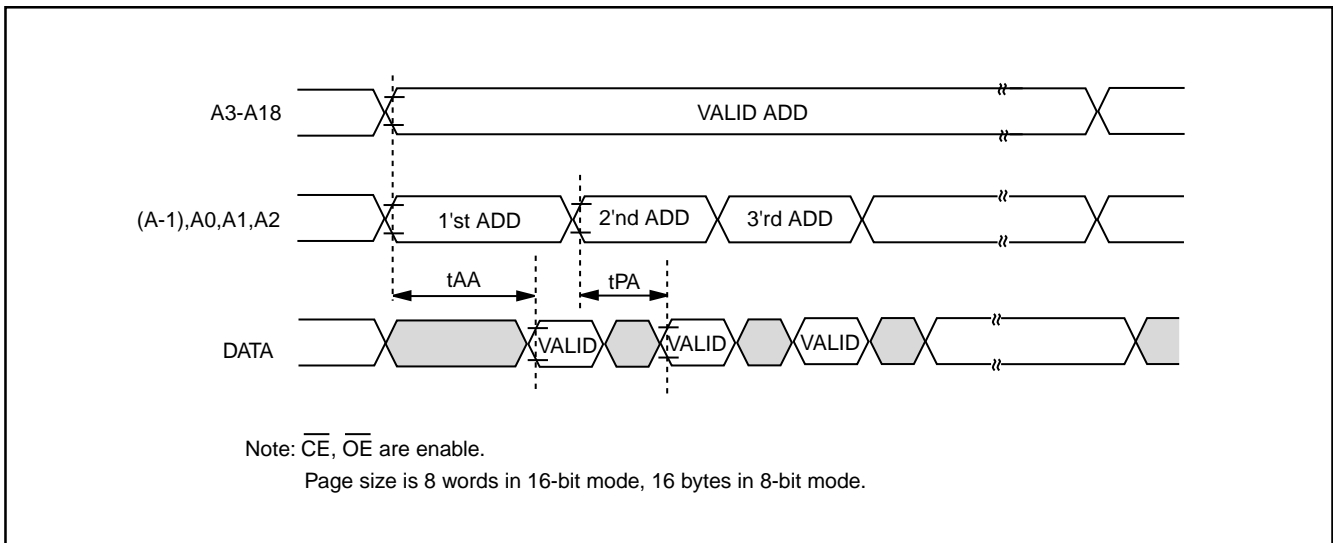 A3-A18
VALID ADD
(A-1),A0,A1,A2
1'st ADD
2'nd ADD
3'rd ADD
tAA
tPA
DATA
VALID
VALID
VALID
Note: CE, OE are enable.
Page size is 8 words in 16-bit mode, 16 bytes in 8-bit mode.